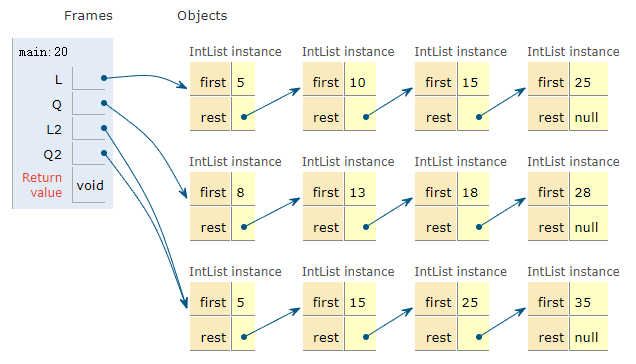 Frames Objects
main:20
L
Q
L2
Q2
Return
value void
IntList instance IntList instance IntList instance IntList instance
first 5 first 10 first 15 first 25
rest rest rest rest null
IntList instance IntList instance IntList instance IntList instance
first 8 first 13 first 18 first 28
rest rest rest rest null
IntList instance IntList instance IntList instance IntList instance
first 5 first 15 first 25 first 35
rest rest rest rest null